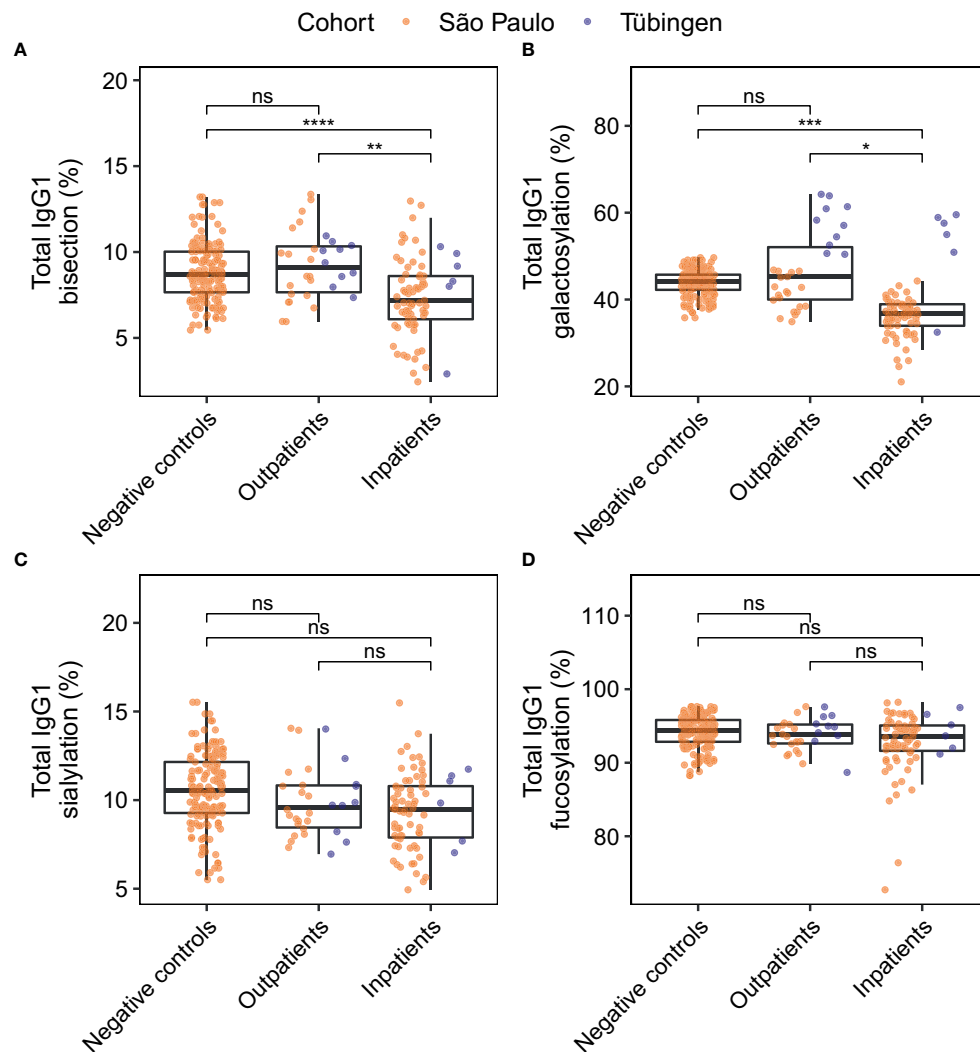 Cohort São Paulo Tübingen
A
Total IgG1
bisection (%)
20
15
10
5
ns
****
**
Negative controls
Outpatients
Inpatients
B
Total IgG1
galactosylation (%)
80
60
40
20
ns
***
*
Negative controls
Outpatients
Inpatients
C
Total IgG1
sialylation (%)
20
15
10
5
ns
ns
ns
Negative controls
Outpatients
Inpatients
D
Total IgG1
fucosylation (%)
110
100
90
80
ns
ns
ns
Negative controls
Outpatients
Inpatients